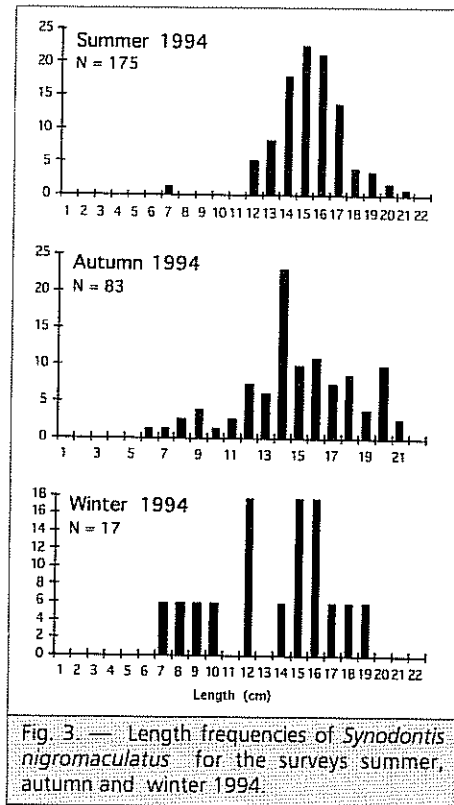 25
Summer 1994
20
N = 175
15
10
5
0
1 2 3 4 5 6 7 8 9 10 11 12 13 14 15 16 17 18 19 20 21 22
25
Autumn 1994
20
N = 83
15
10
5
0
1 3 5 7 9 11 13 15 17 19 21
18
Winter 1994
16
14
N = 17
12
10
8
6
4
2
0
1 2 3 4 5 6 7 8 9 10 11 12 13 14 15 16 17 18 19 20 21 22
Length (cm)
Fig. 3. — Length frequencies of Synodontis
nigromaculatus for the surveys summer,
autumn and winter 1994.